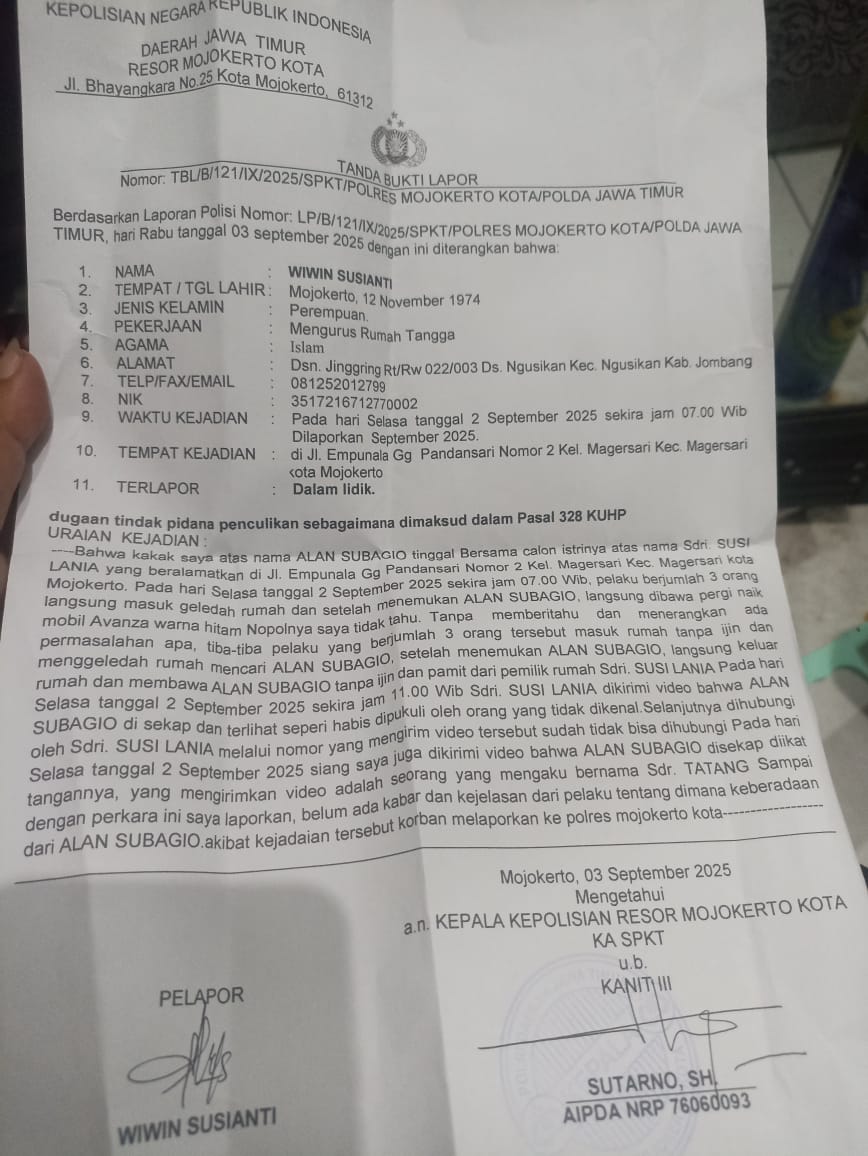 KEPOLISIAN NEGARA REPUBLIK INDONESIA
DAERAH JAWA TIMUR
RESOR MOJOKERTO KOTA
Jl. Bhayangkara No.25 Kota Mojokerto, 61312
TANDA BUKTI LAPOR
Nomor: TBL/B/121/IX/2025/SPKT/POLRES MOJOKERTO KOTA/POLDA JAWA TIMUR
Berdasarkan Laporan Polisi Nomor: LP/B/121/IX/2025/SPKT/POLRES MOJOKERTO KOTA/POLDA JAWA
TIMUR, hari Rabu tanggal 03 september 2025 dengan ini diterangkan bahwa:
1. NAMA : WIWIN SUSIANTI
2. TEMPAT / TGL LAHIR : Mojokerto, 12 November 1974
3. JENIS KELAMIN : Perempuan.
4. PEKERJAAN : Mengurus Rumah Tangga
5. AGAMA : Islam
6. ALAMAT : Dsn. Jinggring Rt/Rw 022/003 Ds. Ngusikan Kec. Ngusikan Kab. Jombang
7. TELP/FAX/EMAIL : 081252012799
8. NIK : 3517216712770002
9. WAKTU KEJADIAN : Pada hari Selasa tanggal 2 September 2025 sekira jam 07.00 Wib
Dilaporkan September 2025.
10. TEMPAT KEJADIAN : di Jl. Empunala Gg Pandansari Nomor 2 Kel. Magersari Kec. Magersari
kota Mojokerto
11. TERLAPOR : Dalam lidik.
dugaan tindak pidana penculikan sebagaimana dimaksud dalam Pasal 328 KUHP
URAIAN KEJADIAN :
----Bahwa kakak saya atas nama ALAN SUBAGIO tinggal Bersama calon istrinya atas nama Sdri. SUSI
LANIA yang beralamatkan di Jl. Empunala Gg Pandansari Nomor 2 Kel. Magersari Kec. Magersari kota
Mojokerto. Pada hari Selasa tanggal 2 September 2025 sekira jam 07.00 Wib, pelaku berjumlah 3 orang
langsung masuk geledah rumah dan setelah menemukan ALAN SUBAGIO, langsung dibawa pergi naik
mobil Avanza warna hitam Nopolnya saya tidak tahu. Tanpa memberitahu dan menerangkan ada
permasalahan apa, tiba-tiba pelaku yang berjumlah 3 orang tersebut masuk rumah tanpa ijin dan
menggeledah rumah mencari ALAN SUBAGIO, setelah menemukan ALAN SUBAGIO, langsung keluar
rumah dan membawa ALAN SUBAGIO tanpa ijin dan pamit dari pemilik rumah Sdri. SUSI LANIA Pada hari
Selasa tanggal 2 September 2025 sekira jam 11.00 Wib Sdri. SUSI LANIA dikirimi video bahwa ALAN
SUBAGIO di sekap dan terlihat seperi habis dipukuli oleh orang yang tidak dikenal.Selanjutnya dihubungi
oleh Sdri. SUSI LANIA melalui nomor yang mengirim video tersebut sudah tidak bisa dihubungi Pada hari
Selasa tanggal 2 September 2025 siang saya juga dikirimi video bahwa ALAN SUBAGIO disekap diikat
tangannya, yang mengirimkan video adalah seorang yang mengaku bernama Sdr. TATANG Sampai
dengan perkara ini saya laporkan, belum ada kabar dan kejelasan dari pelaku tentang dimana keberadaan
dari ALAN SUBAGIO.akibat kejadaian tersebut korban melaporkan ke polres mojokerto kota------------------
Mojokerto, 03 September 2025
Mengetahui
a.n. KEPALA KEPOLISIAN RESOR MOJOKERTO KOTA
KA SPKT
u.b.
KANIT III
PELAPOR
SUTARNO, SH.
AIPDA NRP 76060093
WIWIN SUSIANTI